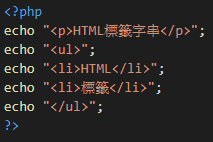 <?php
echo "<p>HTML標籤字串</p>";
echo "<ul>";
echo "<li>HTML</li>";
echo "<li>標籤</li>";
echo "</ul>";
?>